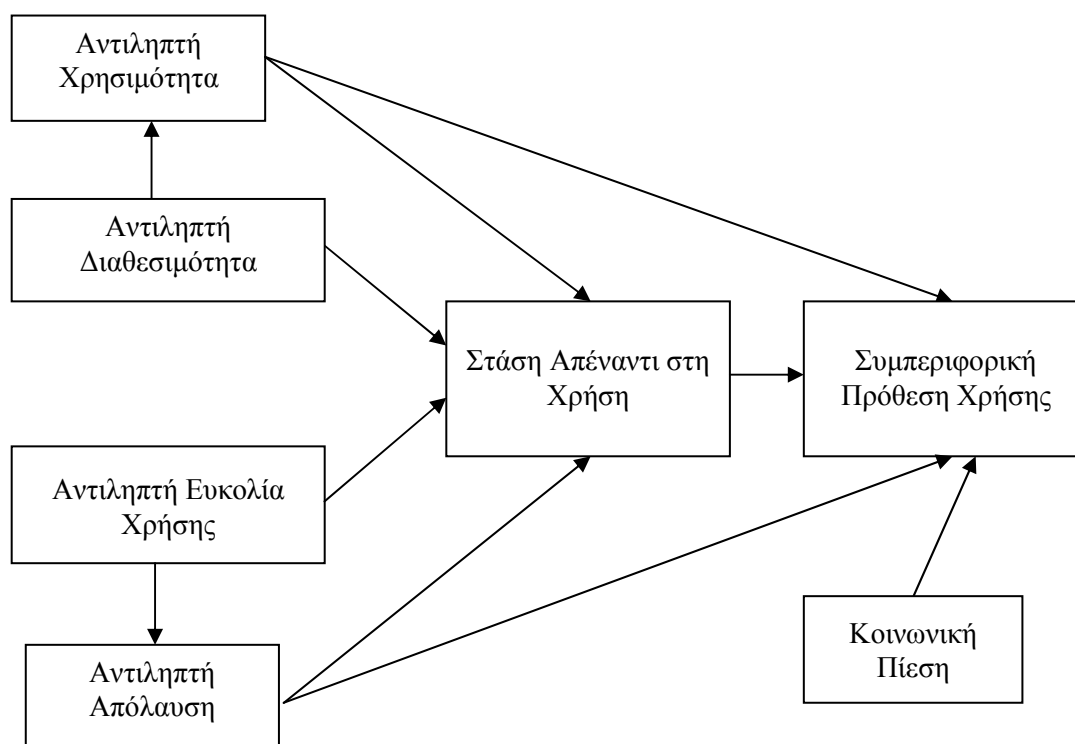 Αντιληπτή
Χρησιμότητα
Αντιληπτή
Διαθεσιμότητα
Στάση Απέναντι στη
Χρήση
Συμπεριφορική
Πρόθεση Χρήσης
Αντιληπτή Ευκολία
Χρήσης
Κοινωνική
Πίεση
Αντιληπτή
Απόλαυση